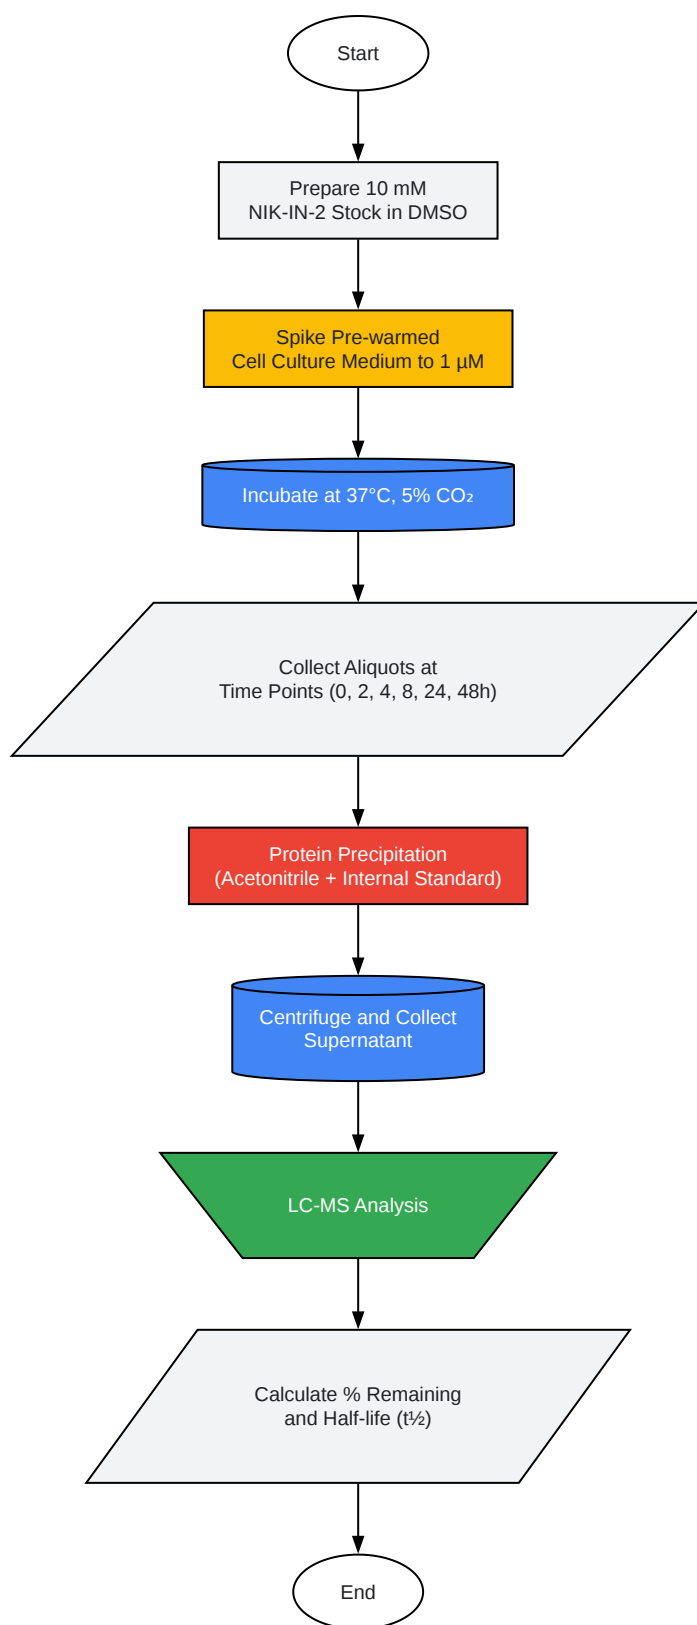 Start
Prepare 10 mM
NIK-IN-2 Stock in DMSO
Spike Pre-warmed
Cell Culture Medium to 1 µM
Incubate at 37°C, 5% CO₂
Collect Aliquots at
Time Points (0, 2, 4, 8, 24, 48h)
Protein Precipitation
(Acetonitrile + Internal Standard)
Centrifuge and Collect
Supernatant
LC-MS Analysis
Calculate % Remaining
and Half-life (t½)
End